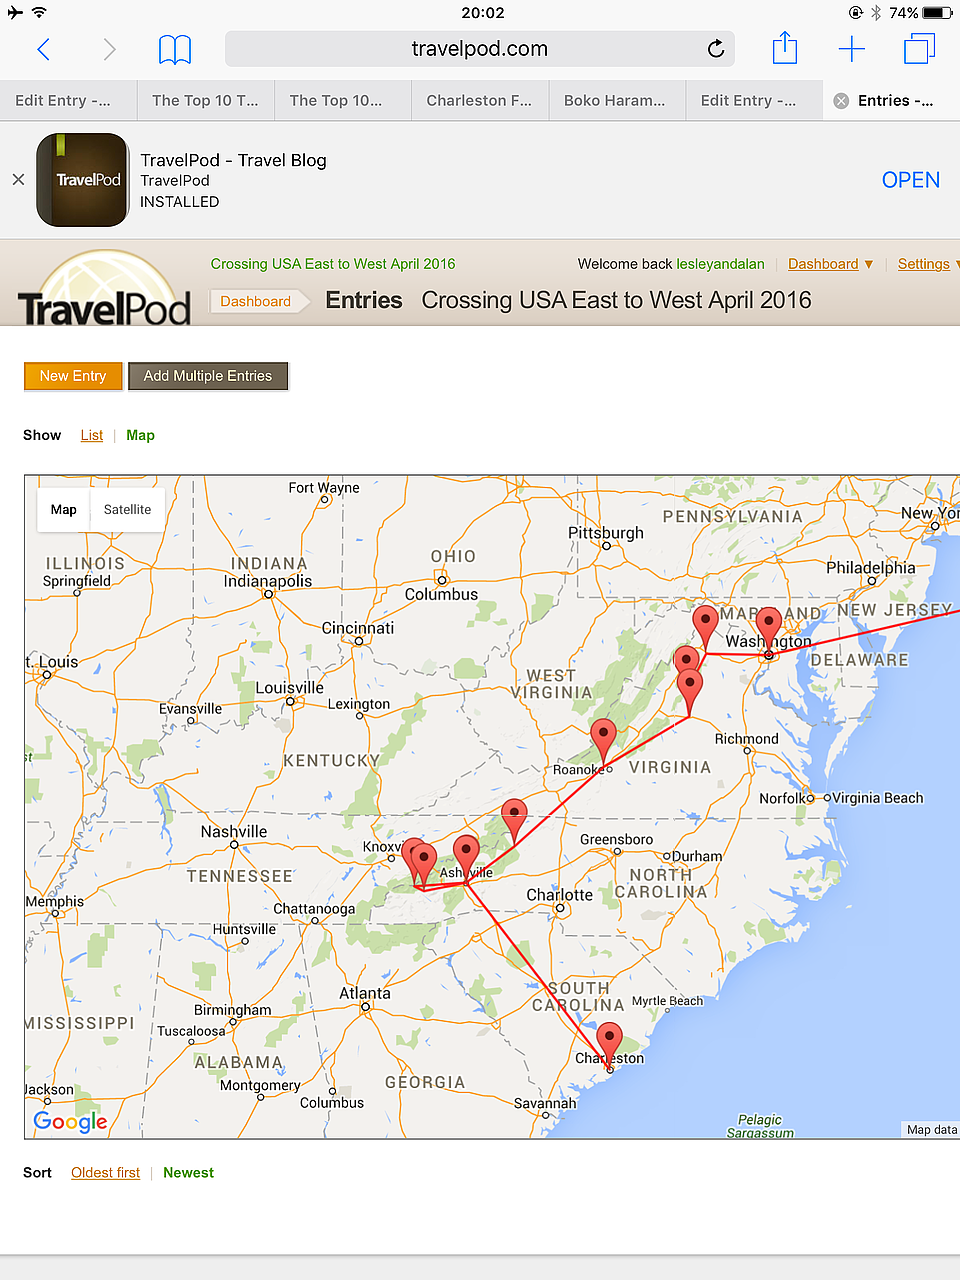 20:02
74%
travelpod.com
Edit Entry -...
The Top 10 T...
The Top 10...
Charleston F...
Boko Haram...
Edit Entry -...
Entries -...
TravelPod
TravelPod - Travel Blog
TravelPod
INSTALLED
OPEN
TravelPod
Crossing USA East to West April 2016
Welcome back lesleyandalan
Dashboard ▼
Settings
Dashboard
Entries Crossing USA East to West April 2016
New Entry
Add Multiple Entries
Show List | Map
Map
Satellite
Fort Wayne
PENNSYLVANIA
New Yor
Pittsburgh
ILLINOIS
INDIANA
OHIO
Springfield
Indianapolis
Philadelphia
Columbus
MARYLAND
NEW JERSEY
Cincinnati
Washington
t. Louis
DELAWARE
WEST
VIRGINIA
Louisville
Evansville
Lexington
Richmond
KENTUCKY
Roanoke
VIRGINIA
Norfolk
Virginia Beach
Nashville
Greensboro
Knoxvi
Durham
TENNESSEE
Asheville
NORTH
CAROLINA
Charlotte
Memphis
Chattanooga
Huntsville
SOUTH
CAROLINA
Atlanta
Myrtle Beach
Birmingham
MISSISSIPPI
Tuscaloosa
Charleston
ALABAMA
Montgomery
GEORGIA
Jackson
Columbus
Savannah
Google
Pelagic
Sargassum
Map data
Sort Oldest first | Newest